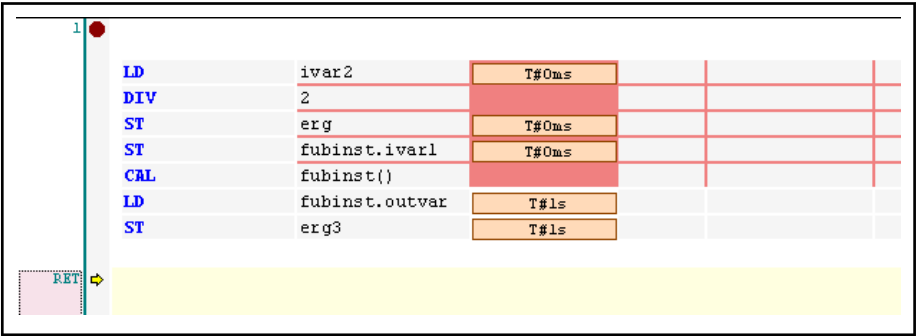 1
LD ivar2 T#0ms
DIV 2
ST erg T#0ms
ST fubinst.ivar1 T#0ms
CAL fubinst()
LD fubinst.outvar T#1s
ST erg3 T#1s
RET